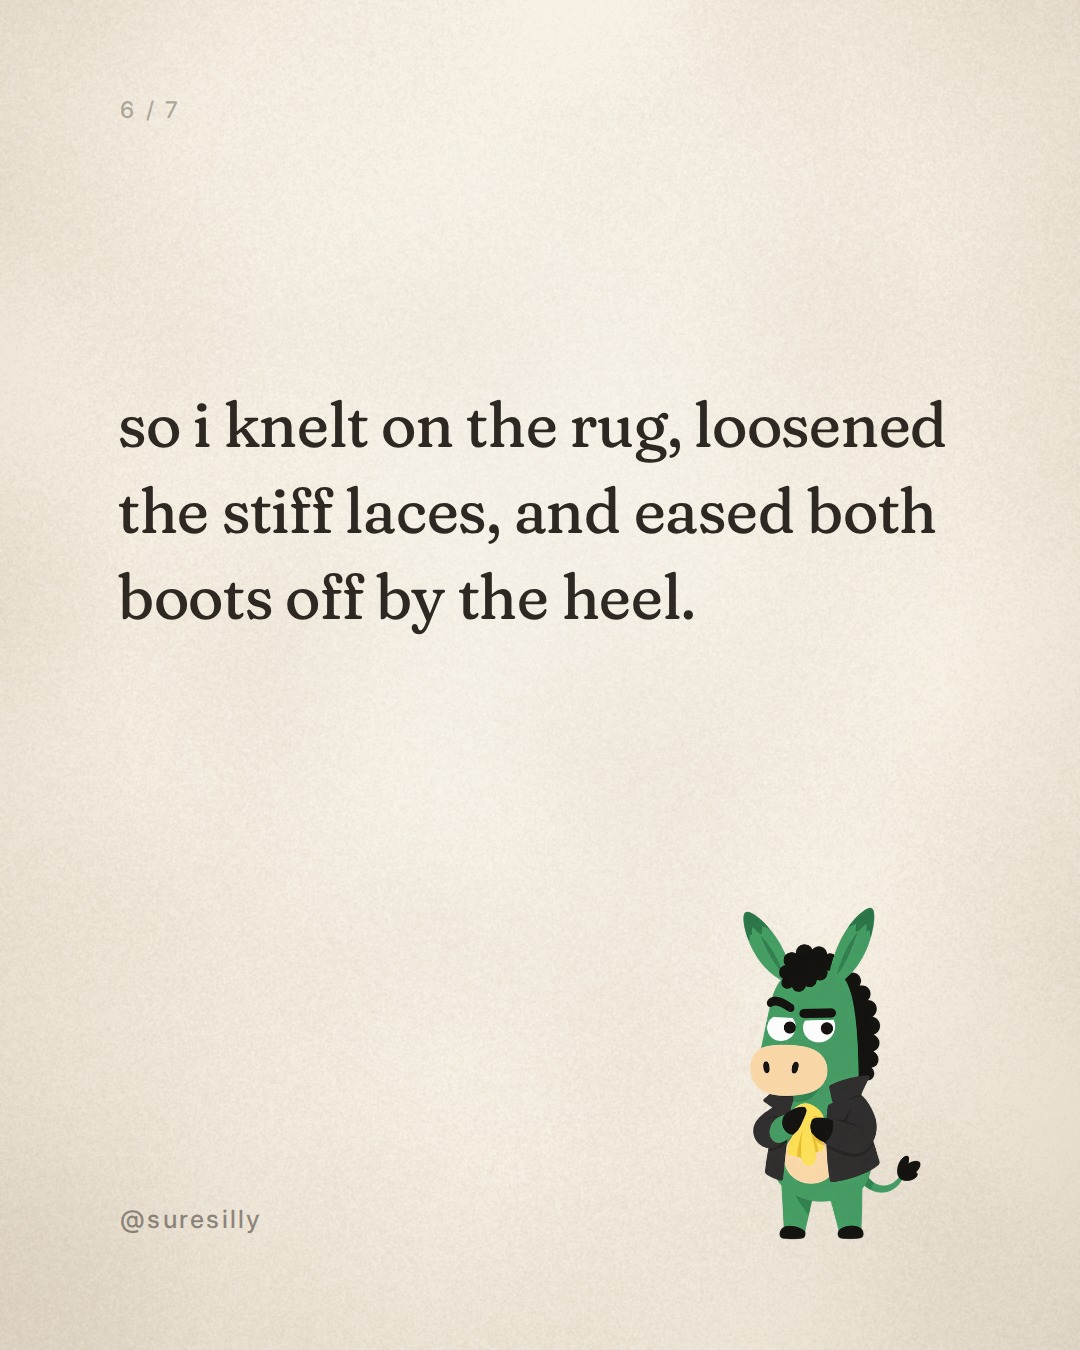 6 / 7
so i knelt on the rug, loosened
the stiff laces, and eased both
boots off by the heel.
@suresilly